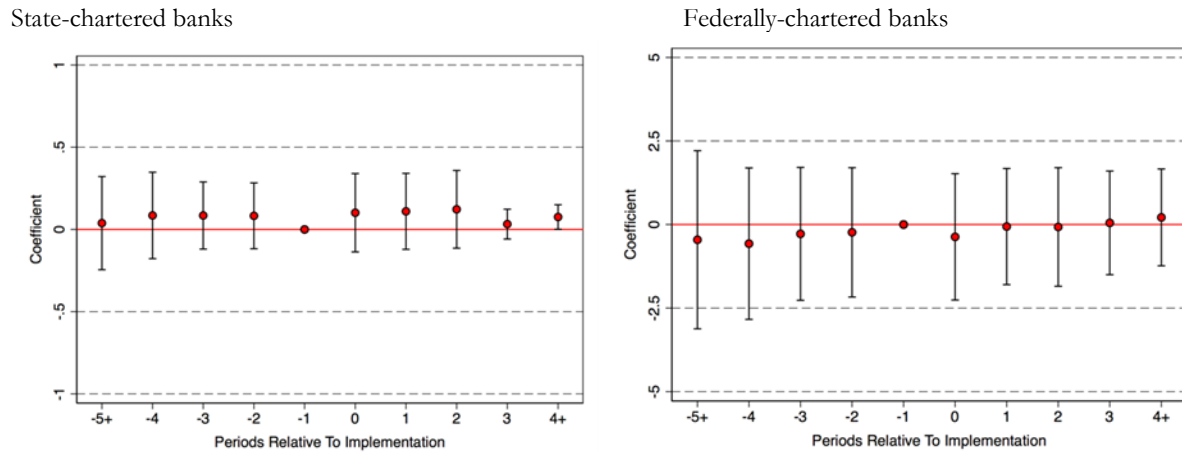 State-chartered banks
1
.5
0
-.5
-1
Coefficient
-5+ -4 -3 -2 -1 0 1 2 3 4+
Periods Relative To Implementation
Federally-chartered banks
5
2.5
0
-2.5
-5
Coefficient
-5+ -4 -3 -2 -1 0 1 2 3 4+
Periods Relative To Implementation